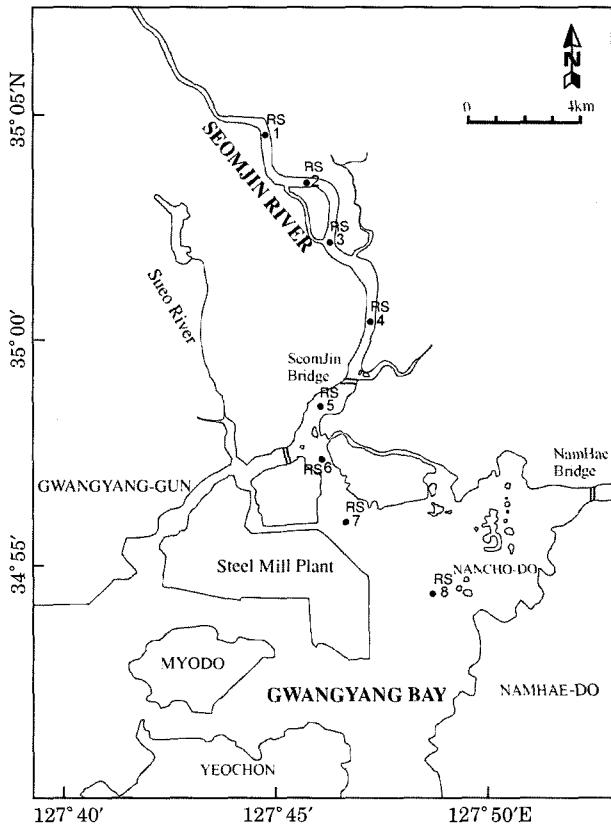 N
0 4km
35° 05′N
RS
1
SEOMJIN RIVER
RS
2
RS
3
Sueo River
RS
4
35° 00′
SeomJin
Bridge
RS
5
NamHae
Bridge
RS6
GWANGYANG-GUN
RS
7
34° 55′
Steel Mill Plant
NANCHO-DO
RS
8
MYODO
GWANGYANG BAY
NAMHAE-DO
YEOCHON
127° 40′ 127° 45′ 127° 50′E